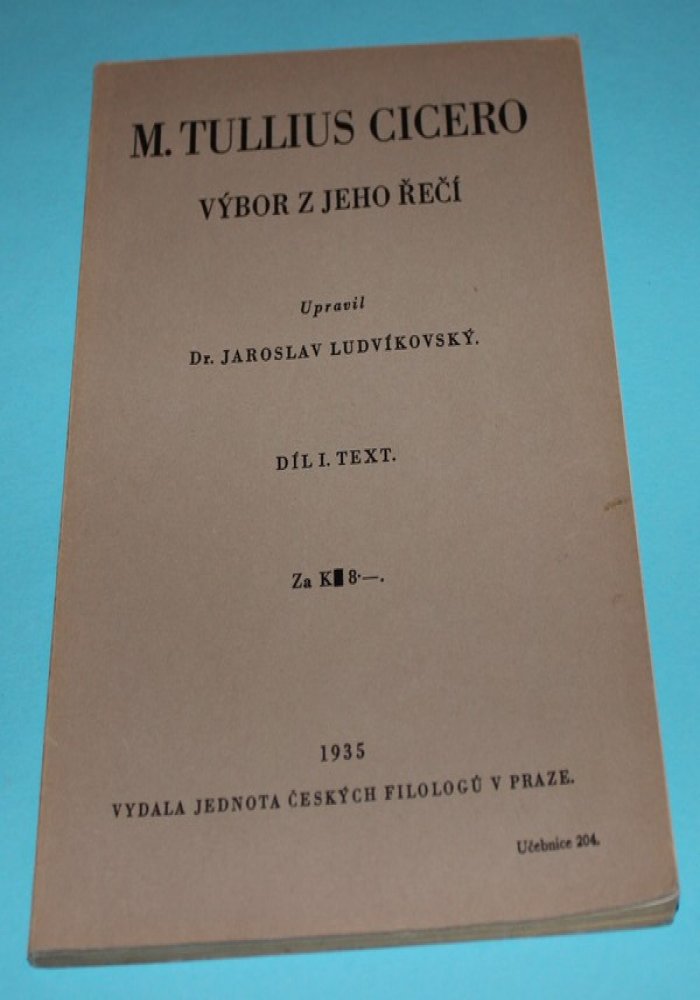 M. TULLIUS CICERO
VÝBOR Z JEHO ŘEČÍ
Upravil
Dr. JAROSLAV LUDVÍKOVSKÝ.
DÍL I. TEXT.
Za K 8·—.
1935
VYDALA JEDNOTA ČESKÝCH FILOLOGŮ V PRAZE.
Učebnice 204.